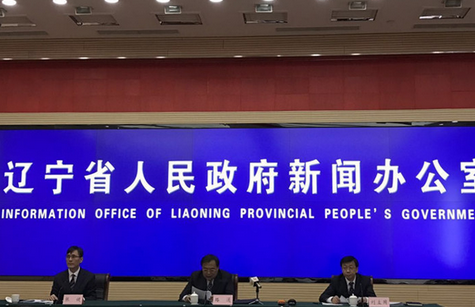 辽宁省人民政府新闻办公室
INFORMATION OFFICE OF LIAONING PROVINCIAL PEOPLE'S GOVERNME